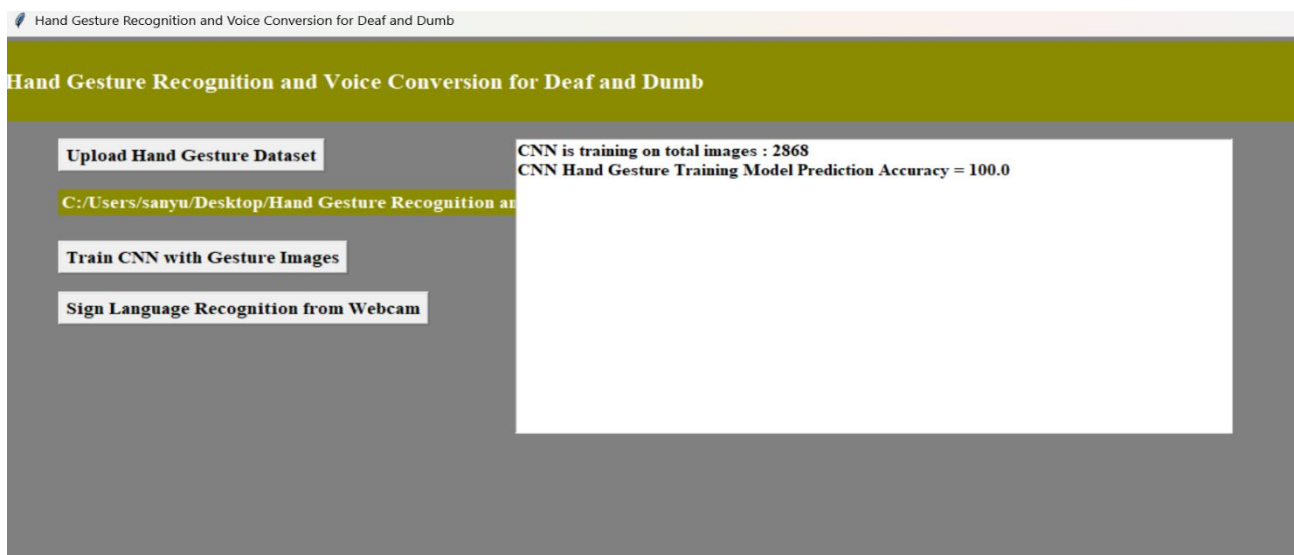 Hand Gesture Recognition and Voice Conversion for Deaf and Dumb
Hand Gesture Recognition and Voice Conversion for Deaf and Dumb
Upload Hand Gesture Dataset
C:/Users/sanyu/Desktop/Hand Gesture Recognition an
Train CNN with Gesture Images
Sign Language Recognition from Webcam
CNN is training on total images : 2868
CNN Hand Gesture Training Model Prediction Accuracy = 100.0